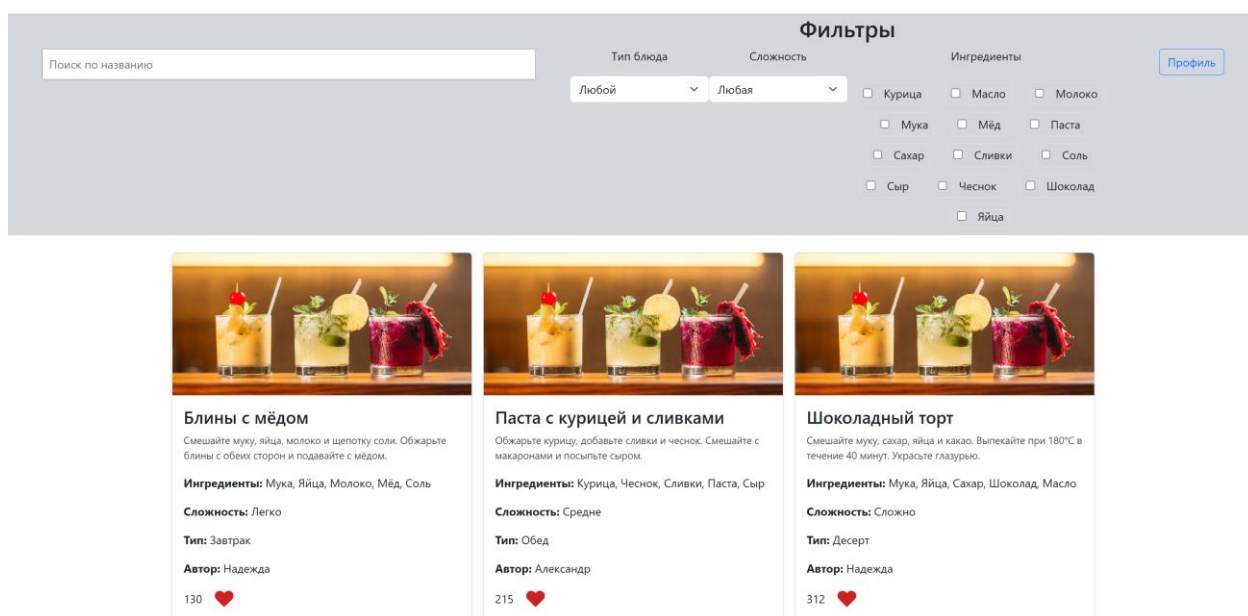 Фильтры
Поиск по названию
Тип блюда
Любой
Сложность
Любая
Ингредиенты
Курица Масло Молоко
Мука Мёд Паста
Сахар Сливки Соль
Сыр Чеснок Шоколад
Яйца
Профиль
Блины с мёдом
Смешайте муку, яйца, молоко и щепотку соли. Обжарьте
блины с обеих сторон и подавайте с мёдом.
Ингредиенты: Мука, Яйца, Молоко, Мёд, Соль
Сложность: Легко
Тип: Завтрак
Автор: Надежда
130
Паста с курицей и сливками
Обжарьте курицу, добавьте сливки и чеснок. Смешайте с
макаронами и посыпьте сыром.
Ингредиенты: Курица, Чеснок, Сливки, Паста, Сыр
Сложность: Средне
Тип: Обед
Автор: Александр
215
Шоколадный торт
Смешайте муку, сахар, яйца и какао. Выпекайте при 180°C в
течение 40 минут. Украсьте глазурью.
Ингредиенты: Мука, Яйца, Сахар, Шоколад, Масло
Сложность: Сложно
Тип: Десерт
Автор: Надежда
312